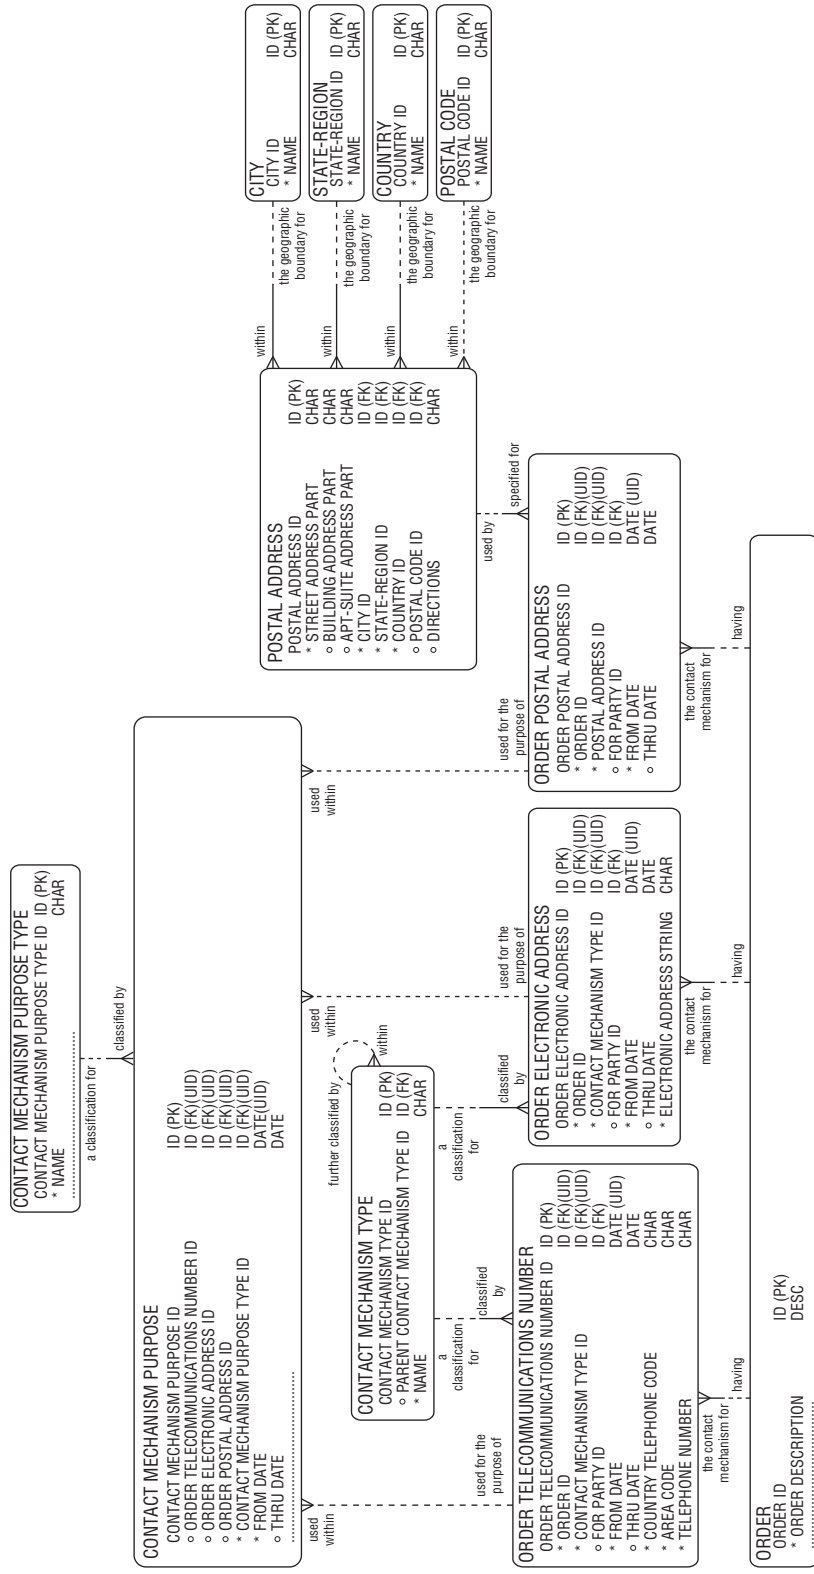 CONTACT MECHANISM PURPOSE TYPE
CONTACT MECHANISM PURPOSE TYPE ID ID (PK)
* NAME CHAR
a classification for
classified by
CONTACT MECHANISM PURPOSE
CONTACT MECHANISM PURPOSE ID ID (PK)
o ORDER TELECOMMUNICATIONS NUMBER ID ID (FK)(UID)
o ORDER ELECTRONIC ADDRESS ID ID (FK)(UID)
o ORDER POSTAL ADDRESS ID ID (FK)(UID)
* CONTACT MECHANISM PURPOSE TYPE ID ID (FK)(UID)
* FROM DATE DATE(UID)
o THRU DATE DATE
used
within
used for the
purpose of
used
within
used for the
purpose of
used
within
used for the
purpose of
CONTACT MECHANISM TYPE
CONTACT MECHANISM TYPE ID ID (PK)
o PARENT CONTACT MECHANISM TYPE ID ID (FK)
* NAME CHAR
further classified by
within
a
classification
for
classified
by
a
classification
for
classified
by
POSTAL ADDRESS
POSTAL ADDRESS ID ID (PK)
* STREET ADDRESS PART CHAR
o BUILDING ADDRESS PART CHAR
o APT-SUITE ADDRESS PART CHAR
* CITY ID ID (FK)
* STATE-REGION ID ID (FK)
* COUNTRY ID ID (FK)
o POSTAL CODE ID ID (FK)
o DIRECTIONS CHAR
within
the geographic
boundary for
within
the geographic
boundary for
within
the geographic
boundary for
within
the geographic
boundary for
CITY
CITY ID ID (PK)
* NAME CHAR
STATE-REGION
STATE-REGION ID ID (PK)
* NAME CHAR
COUNTRY
COUNTRY ID ID (PK)
* NAME CHAR
POSTAL CODE
POSTAL CODE ID ID (PK)
* NAME CHAR
used by
specified for
ORDER TELECOMMUNICATIONS NUMBER
ORDER TELECOMMUNICATIONS NUMBER ID ID (PK)
* ORDER ID ID (FK)(UID)
* CONTACT MECHANISM TYPE ID ID (FK)(UID)
o FOR PARTY ID ID (FK)
* FROM DATE DATE (UID)
o THRU DATE DATE
* COUNTRY TELEPHONE CODE CHAR
* AREA CODE CHAR
* TELEPHONE NUMBER CHAR
ORDER ELECTRONIC ADDRESS
ORDER ELECTRONIC ADDRESS ID ID (PK)
* ORDER ID ID (FK)(UID)
* CONTACT MECHANISM TYPE ID ID (FK)(UID)
o FOR PARTY ID ID (FK)
* FROM DATE DATE (UID)
o THRU DATE DATE
* ELECTRONIC ADDRESS STRING CHAR
ORDER POSTAL ADDRESS
ORDER POSTAL ADDRESS ID ID (PK)
* ORDER ID ID (FK)(UID)
* POSTAL ADDRESS ID ID (FK)(UID)
o FOR PARTY ID ID (FK)
* FROM DATE DATE (UID)
o THRU DATE DATE
the contact
mechanism for
having
the contact
mechanism for
having
the contact
mechanism for
having
ORDER
ORDER ID ID (PK)
* ORDER DESCRIPTION DESC